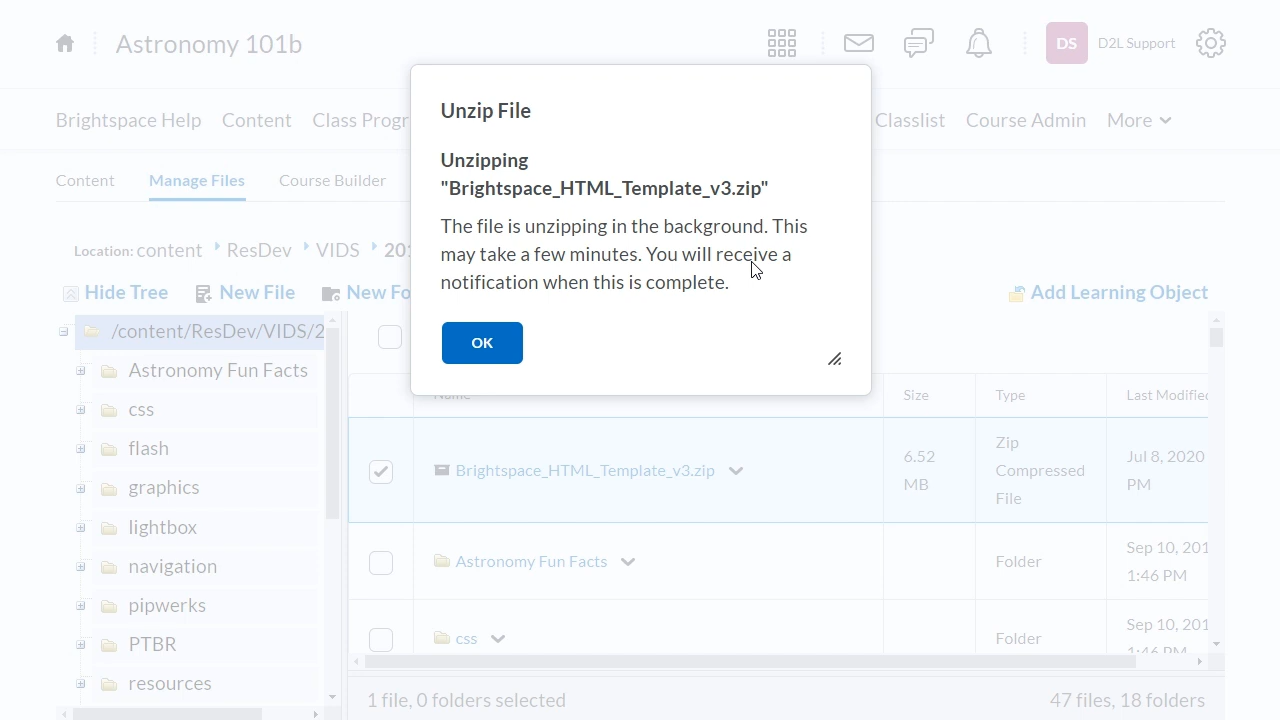 Astronomy 101b
DS
D2L Support
Brightspace Help
Content
Class Progr
Classlist
Course Admin
More
Content
Manage Files
Course Builder
Location: content
ResDev
VIDS
201
Hide Tree
New File
New Fo
Add Learning Object
Unzip File
Unzipping
"Brightspace_HTML_Template_v3.zip"
The file is unzipping in the background. This
may take a few minutes. You will receive a
notification when this is complete.
OK
/content/ResDev/VIDS/2
Astronomy Fun Facts
css
flash
graphics
lightbox
navigation
pipwerks
PTBR
resources
Name
Size
Type
Last Modified
Brightspace_HTML_Template_v3.zip
6.52
MB
Zip
Compressed
File
Jul 8, 2020
PM
Astronomy Fun Facts
Folder
Sep 10, 201
1:46 PM
css
Folder
Sep 10, 201
1:46 PM
1 file, 0 folders selected
47 files, 18 folders